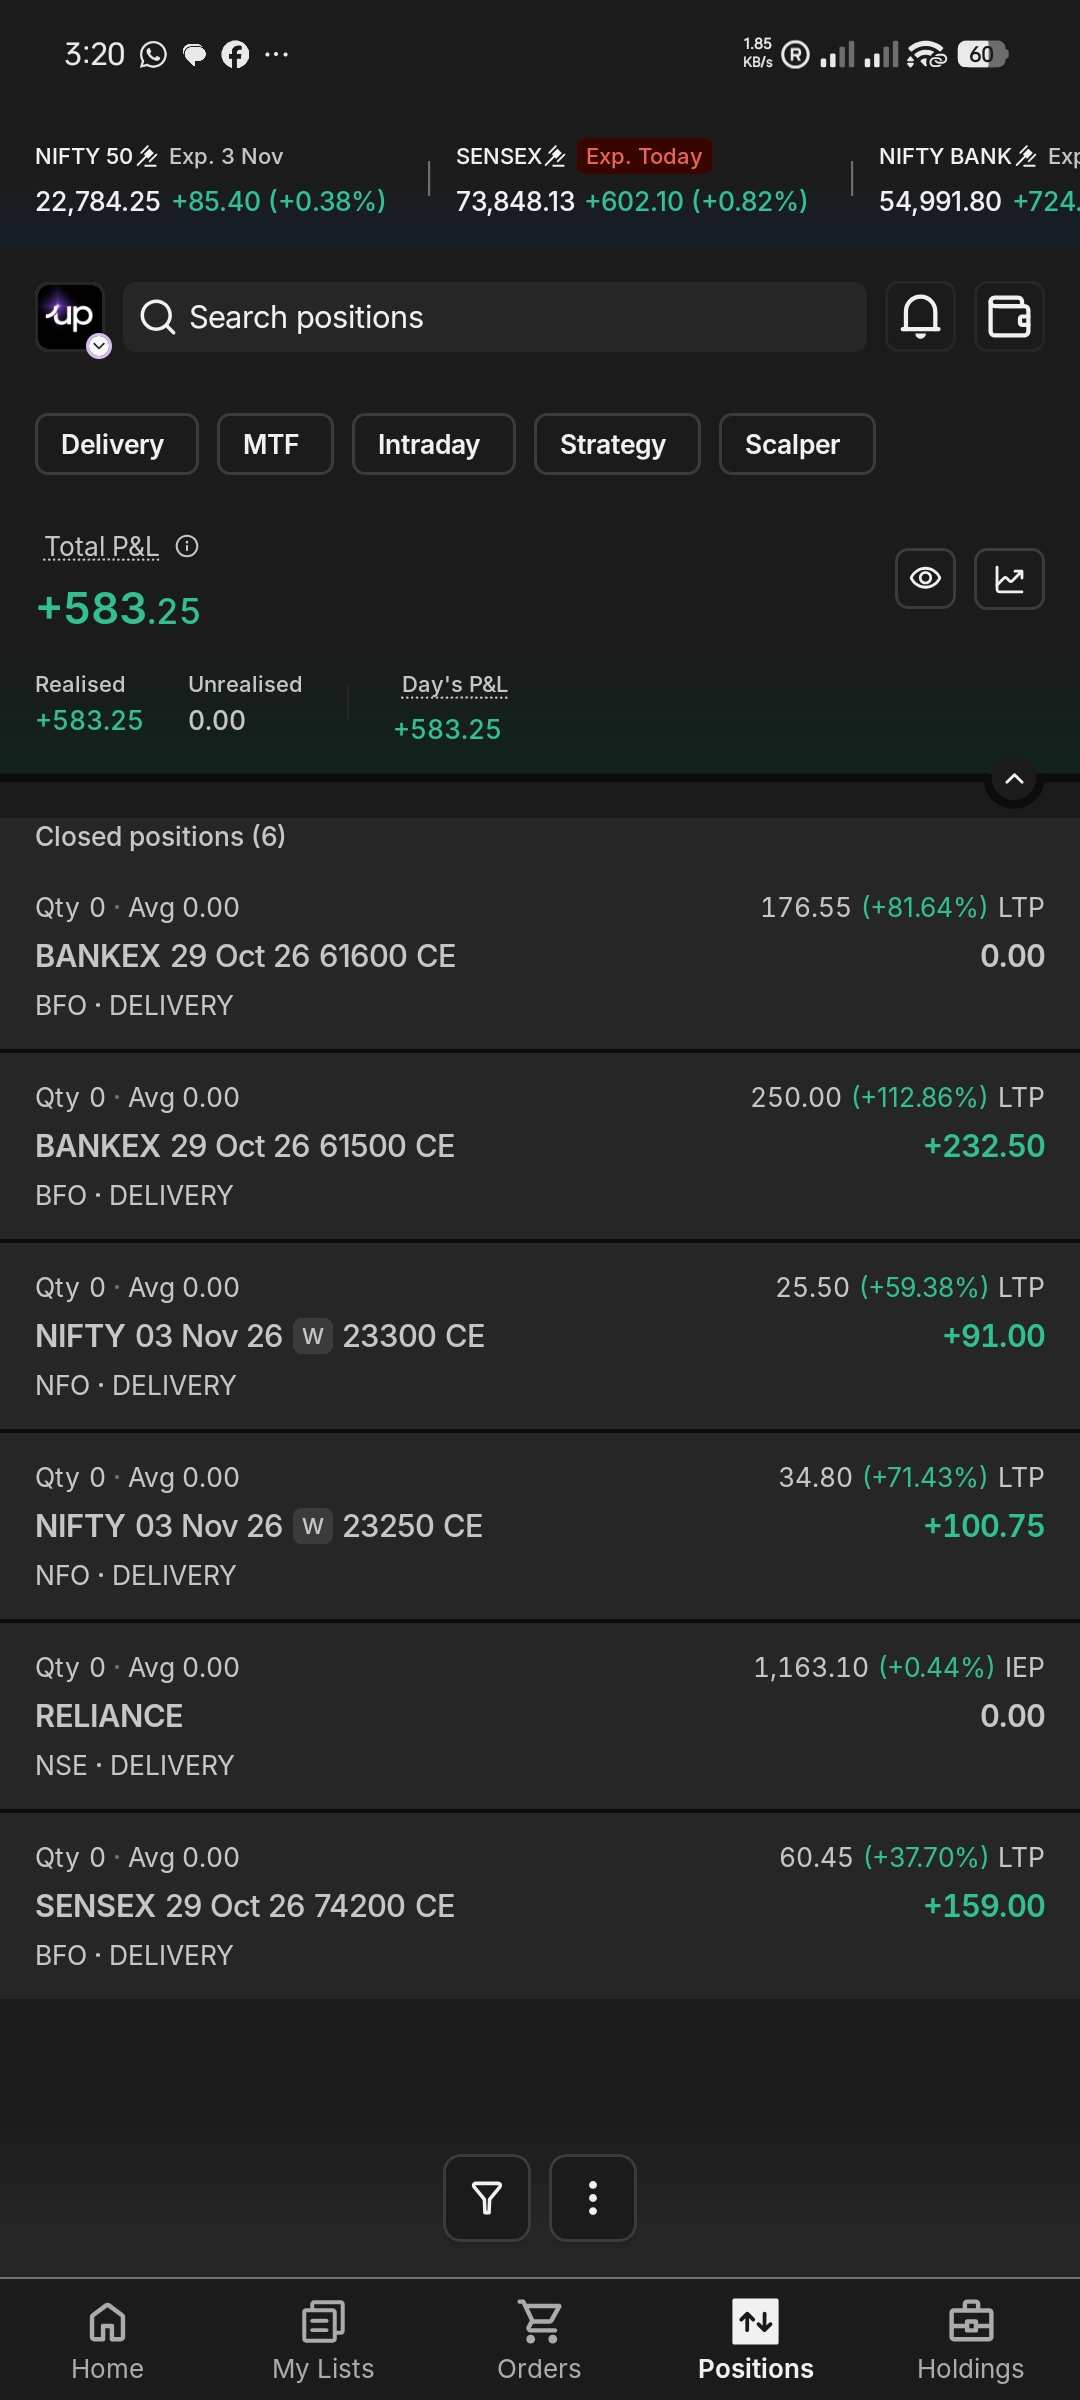 3:20 ··· 1.85 KB/s R 60
NIFTY 50 Exp. 3 Nov
22,784.25 +85.40 (+0.38%)
SENSEX Exp. Today
73,848.13 +602.10 (+0.82%)
NIFTY BANK Exp
54,991.80 +724.
up
Search positions
Delivery MTF Intraday Strategy Scalper
Total P&L
+583.25
Realised Unrealised Day's P&L
+583.25 0.00 +583.25
Closed positions (6)
Qty 0 · Avg 0.00 176.55 (+81.64%) LTP
BANKEX 29 Oct 26 61600 CE 0.00
BFO · DELIVERY
Qty 0 · Avg 0.00 250.00 (+112.86%) LTP
BANKEX 29 Oct 26 61500 CE +232.50
BFO · DELIVERY
Qty 0 · Avg 0.00 25.50 (+59.38%) LTP
NIFTY 03 Nov 26 W 23300 CE +91.00
NFO · DELIVERY
Qty 0 · Avg 0.00 34.80 (+71.43%) LTP
NIFTY 03 Nov 26 W 23250 CE +100.75
NFO · DELIVERY
Qty 0 · Avg 0.00 1,163.10 (+0.44%) IEP
RELIANCE 0.00
NSE · DELIVERY
Qty 0 · Avg 0.00 60.45 (+37.70%) LTP
SENSEX 29 Oct 26 74200 CE +159.00
BFO · DELIVERY
Home My Lists Orders Positions Holdings